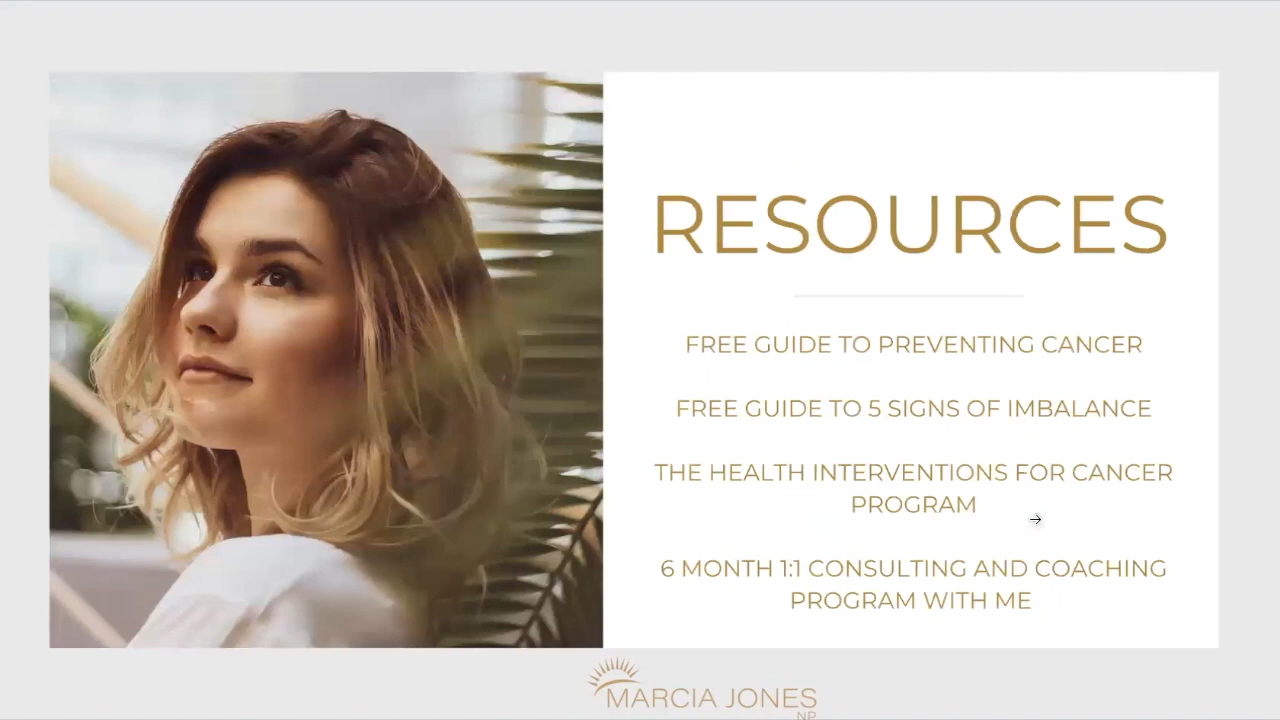 RESOURCES
FREE GUIDE TO PREVENTING CANCER
FREE GUIDE TO 5 SIGNS OF IMBALANCE
THE HEALTH INTERVENTIONS FOR CANCER
PROGRAM
6 MONTH 1:1 CONSULTING AND COACHING
PROGRAM WITH ME
MARCIA JONES
NP